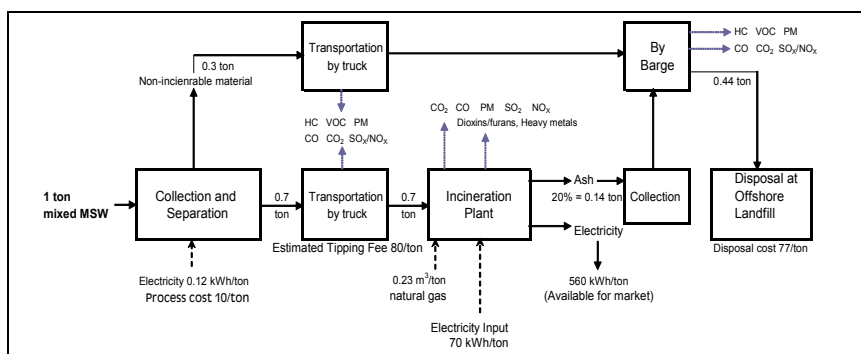 Transportation
by truck
By
Barge
HC VOC PM
CO CO₂ SOx/NOx
0.3 ton
Non-incienrable material
0.44 ton
HC VOC PM
CO CO₂ SOx/NOx
CO₂ CO PM SO₂ NOx
Dioxins/furans, Heavy metals
1 ton
mixed MSW
Collection and
Separation
0.7
ton
Transportation
by truck
0.7
ton
Incineration
Plant
Ash
20% = 0.14 ton
Collection
Disposal at
Offshore
Landfill
Electricity
Estimated Tipping Fee 80/ton
Disposal cost 77/ton
Electricity 0.12 kWh/ton
Process cost 10/ton
0.23 m³/ton
natural gas
560 kWh/ton
(Available for market)
Electricity Input
70 kWh/ton